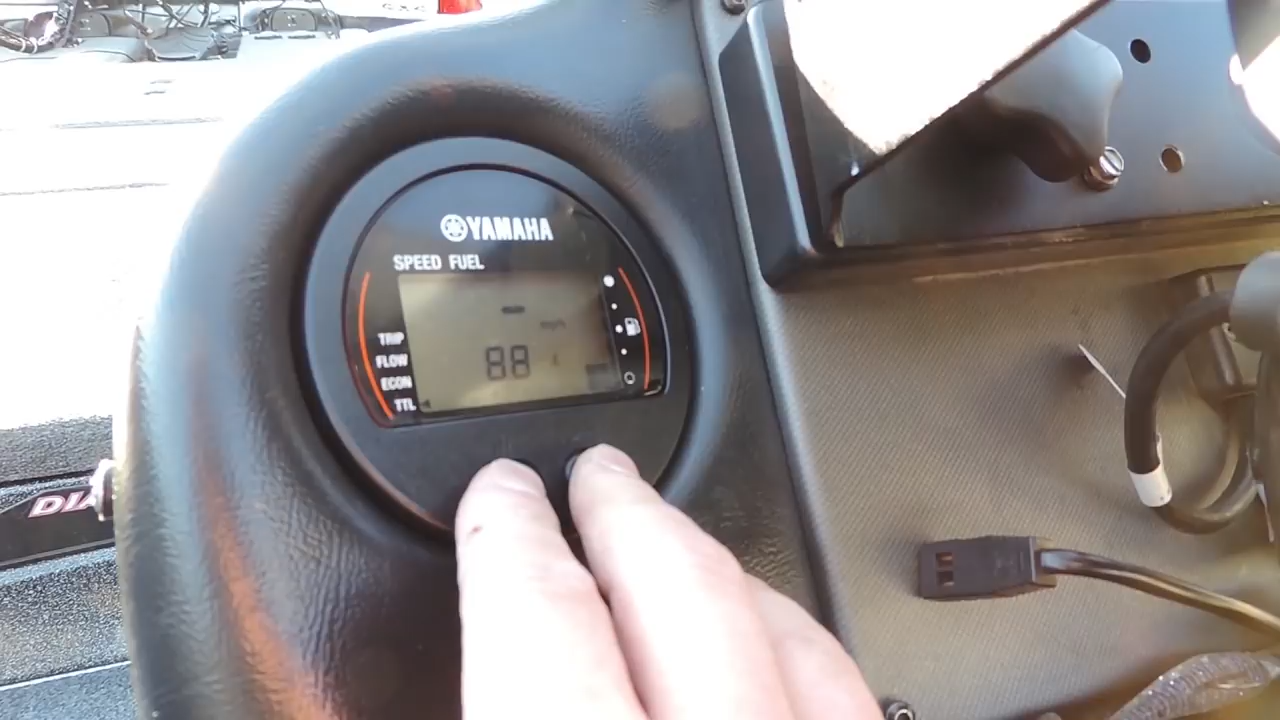 YAMAHA
SPEED FUEL
mph
TRIP
88
FLOW
ECON
TTL
DIA